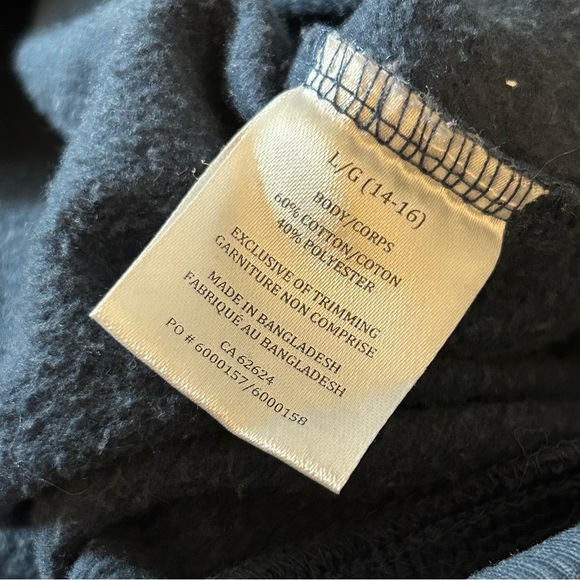 L/G (14-16)
BODY/CORPS
60% COTTON/COTON
40% POLYESTER
EXCLUSIVE OF TRIMMING
GARNITURE NON COMPRISE
MADE IN BANGLADESH
FABRIQUÉ AU BANGLADESH
CA 62624
PO # 6000157/6000158